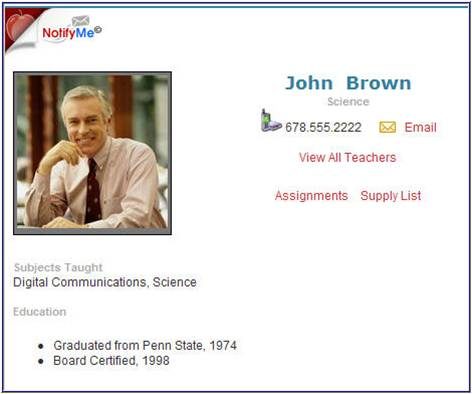 NotifyMe©
John Brown
Science
678.555.2222 Email
View All Teachers
Assignments Supply List
Subjects Taught
Digital Communications, Science
Education
• Graduated from Penn State, 1974
• Board Certified, 1998